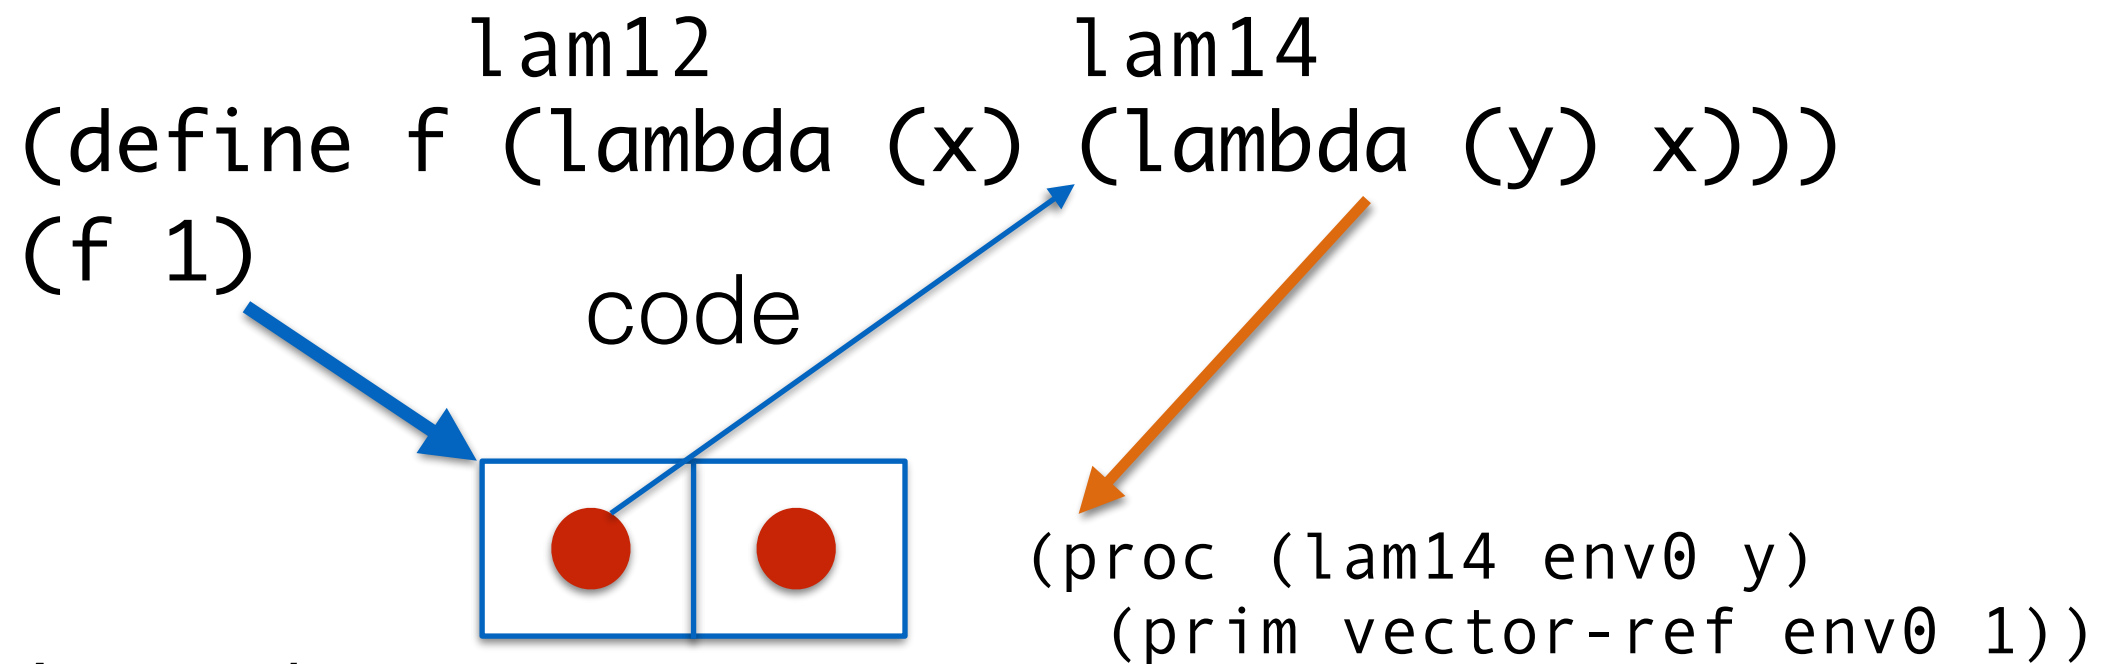 lam12 lam14
(define f (lambda (x) (lambda (y) x)))
(f 1)
code
(proc (lam14 env0 y)
(prim vector-ref env0 1))